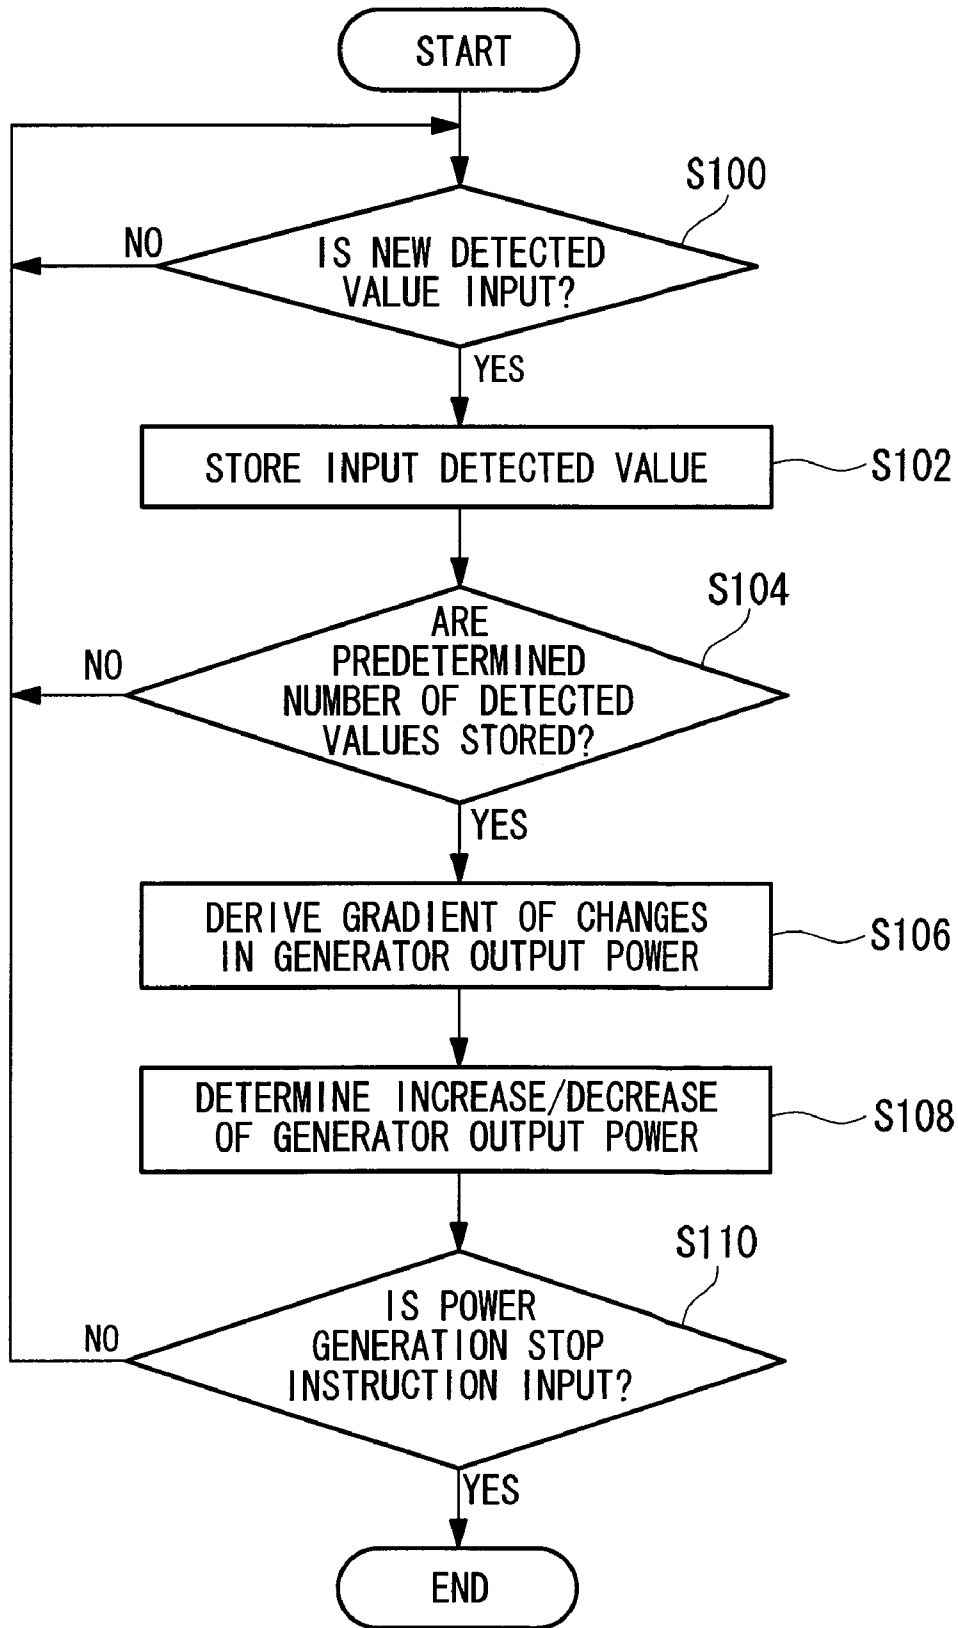 START
S100
NO
IS NEW DETECTED
VALUE INPUT?
YES
STORE INPUT DETECTED VALUE
S102
S104
ARE
PREDETERMINED
NUMBER OF DETECTED
VALUES STORED?
NO
YES
DERIVE GRADIENT OF CHANGES
IN GENERATOR OUTPUT POWER
S106
DETERMINE INCREASE/DECREASE
OF GENERATOR OUTPUT POWER
S108
S110
IS POWER
GENERATION STOP
INSTRUCTION INPUT?
NO
YES
END